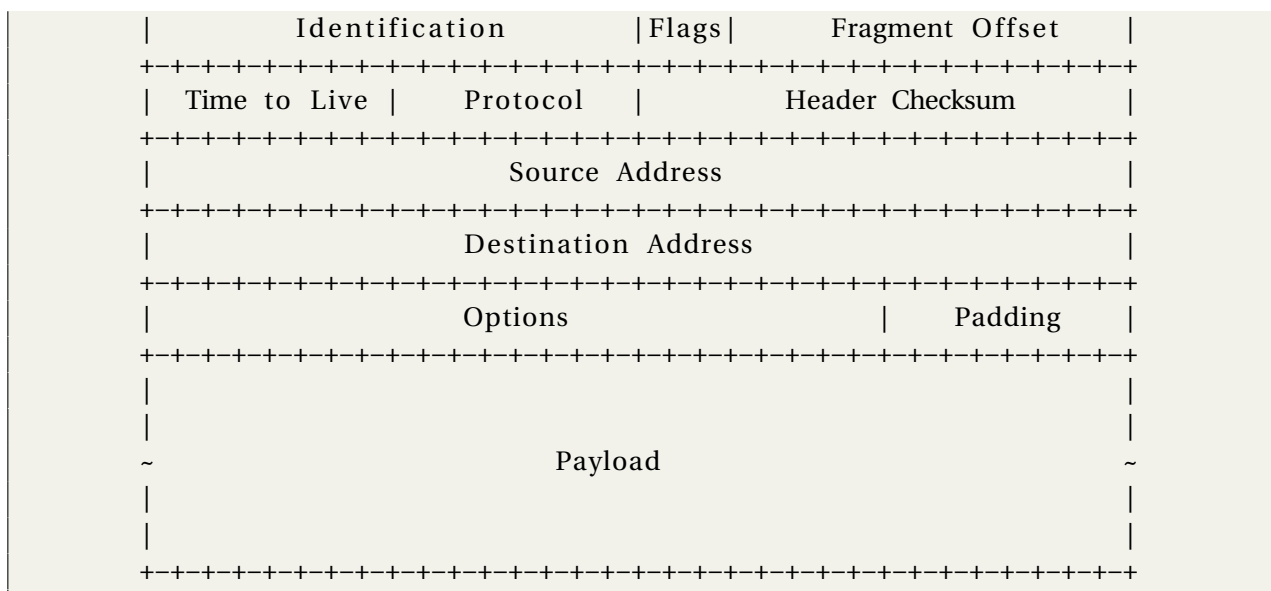 | Identification |Flags| Fragment Offset |
+-+-+-+-+-+-+-+-+-+-+-+-+-+-+-+-+-+-+-+-+-+-+-+-+-+-+-+-+-+-+-+-+
| Time to Live | Protocol | Header Checksum |
+-+-+-+-+-+-+-+-+-+-+-+-+-+-+-+-+-+-+-+-+-+-+-+-+-+-+-+-+-+-+-+-+
| Source Address |
+-+-+-+-+-+-+-+-+-+-+-+-+-+-+-+-+-+-+-+-+-+-+-+-+-+-+-+-+-+-+-+-+
| Destination Address |
+-+-+-+-+-+-+-+-+-+-+-+-+-+-+-+-+-+-+-+-+-+-+-+-+-+-+-+-+-+-+-+-+
| Options | Padding |
+-+-+-+-+-+-+-+-+-+-+-+-+-+-+-+-+-+-+-+-+-+-+-+-+-+-+-+-+-+-+-+-+
| |
| |
~ Payload ~
| |
| |
+-+-+-+-+-+-+-+-+-+-+-+-+-+-+-+-+-+-+-+-+-+-+-+-+-+-+-+-+-+-+-+-+